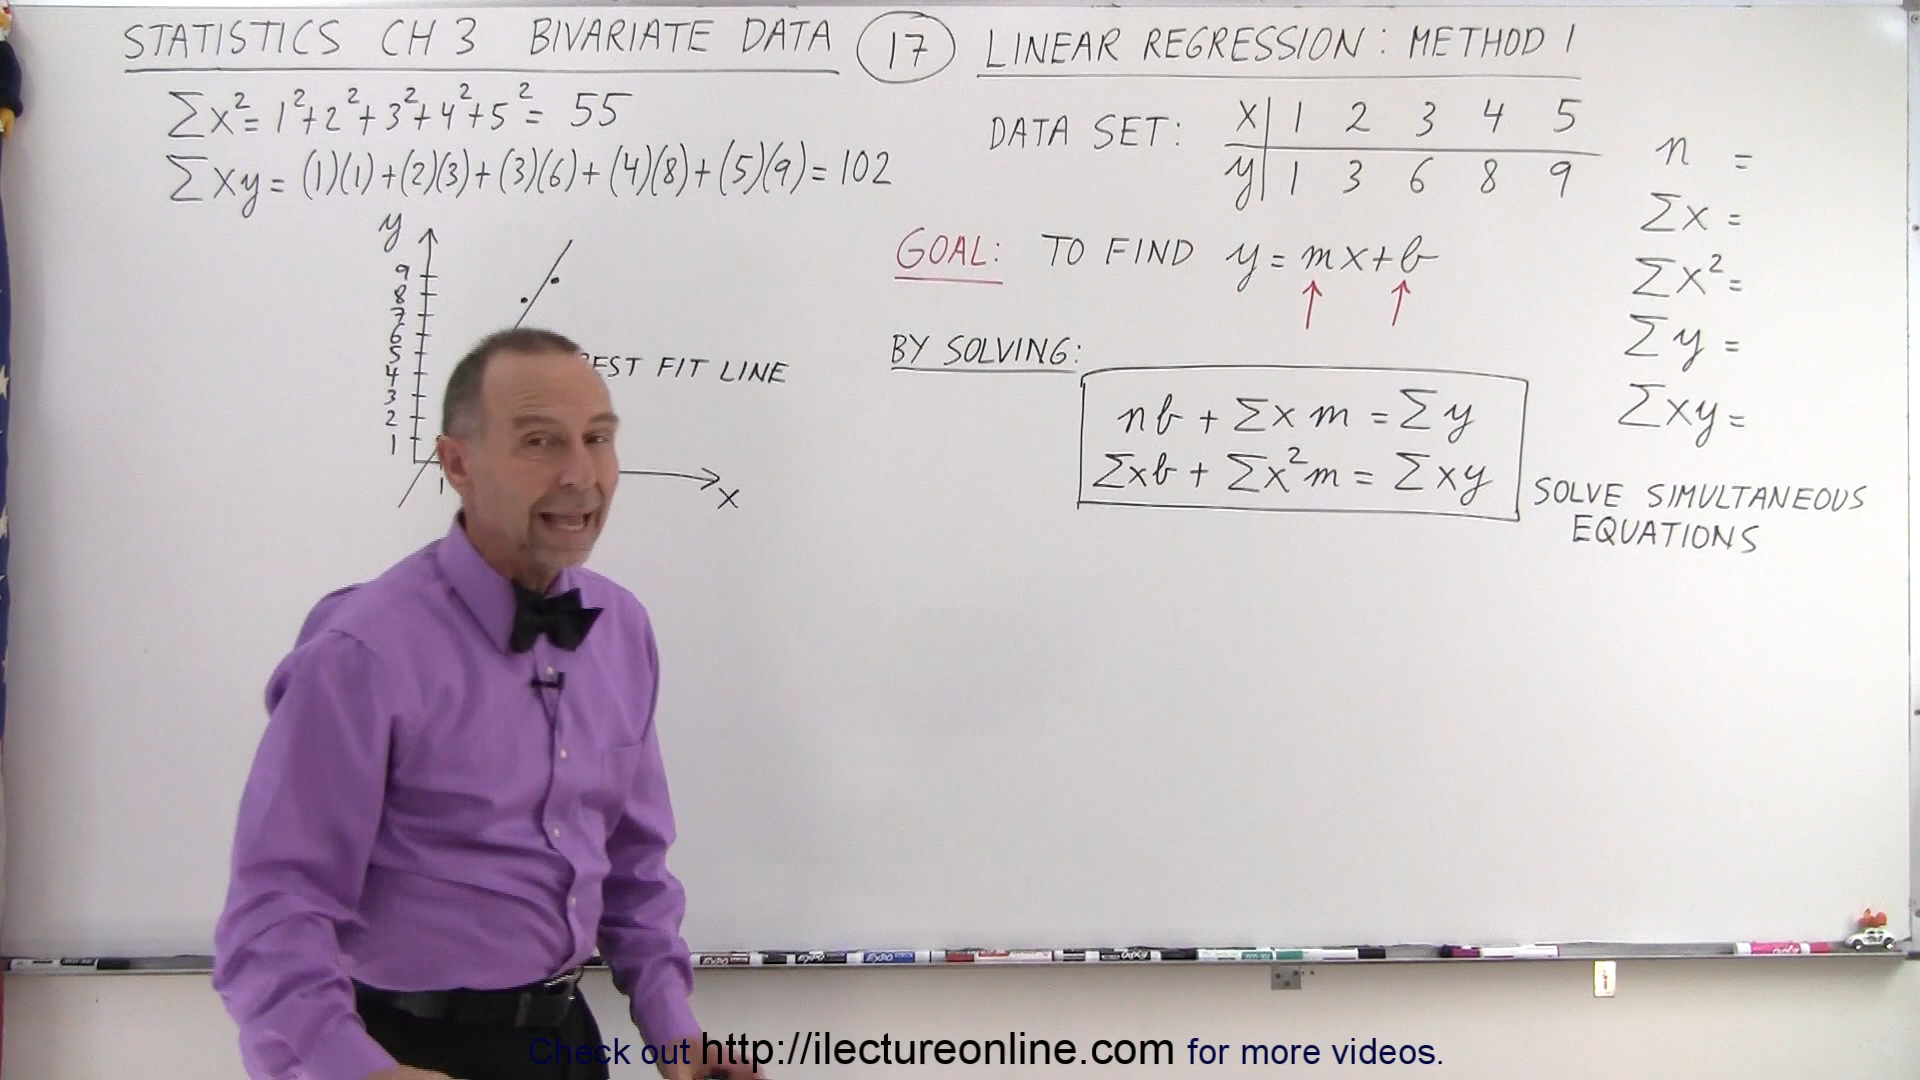 STATISTICS CH 3 BIVARIATE DATA 17 LINEAR REGRESSION: METHOD 1
Σx²= 1²+2²+3²+4²+5²= 55
Σxy= (1)(1)+(2)(3)+(3)(6)+(4)(8)+(5)(9)= 102
y
9
8
7
6
5
4
3
2
1
1
x
BEST FIT LINE
DATA SET:
x 1 2 3 4 5
y 1 3 6 8 9
GOAL: TO FIND y=mx+b
BY SOLVING:
nb + Σx m = Σy
Σxb + Σx²m = Σxy
n =
Σx =
Σx²=
Σy =
Σxy=
SOLVE SIMULTANEOUS
EQUATIONS
EXPO EXPO EXPO
Check out http://ilectureonline.com for more videos.